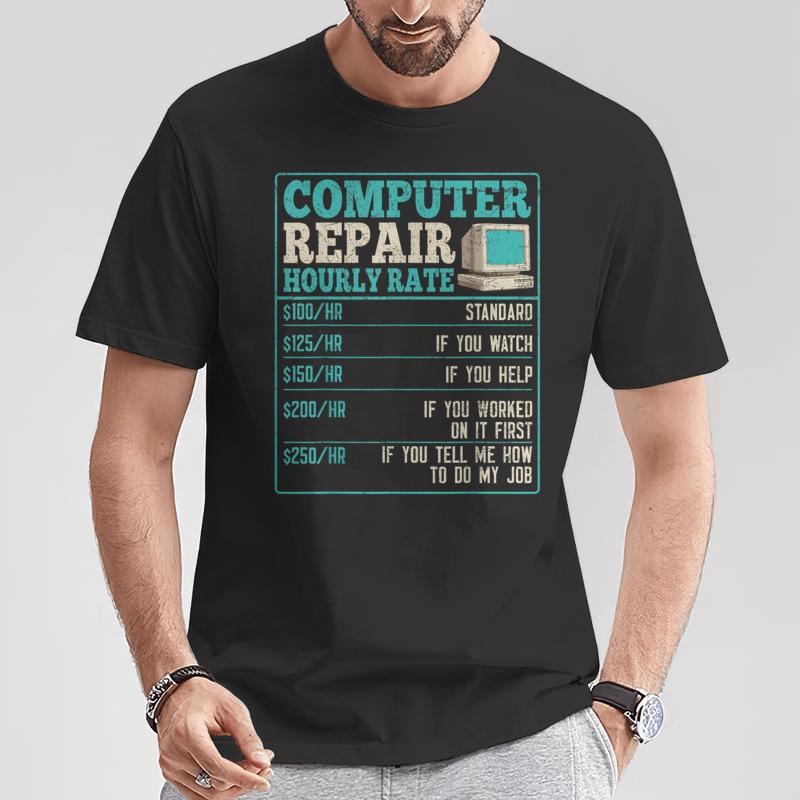 COMPUTER
REPAIR
HOURLY RATE
$100/HR STANDARD
$125/HR IF YOU WATCH
$150/HR IF YOU HELP
$200/HR IF YOU WORKED
ON IT FIRST
$250/HR IF YOU TELL ME HOW
TO DO MY JOB